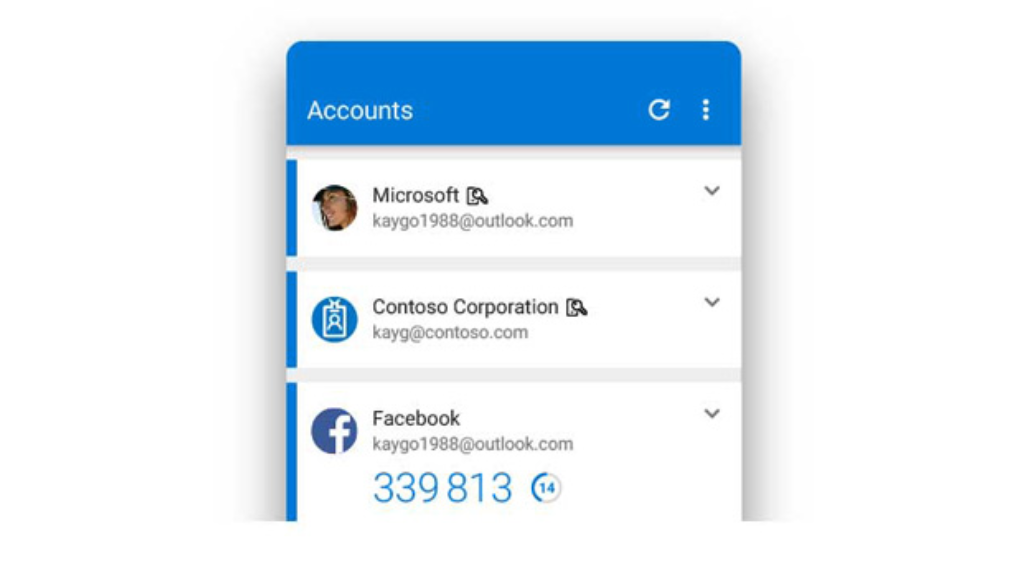 Accounts
Microsoft
kaygo1988@outlook.com
Contoso Corporation
kayg@contoso.com
Facebook
kaygo1988@outlook.com
339 813 14